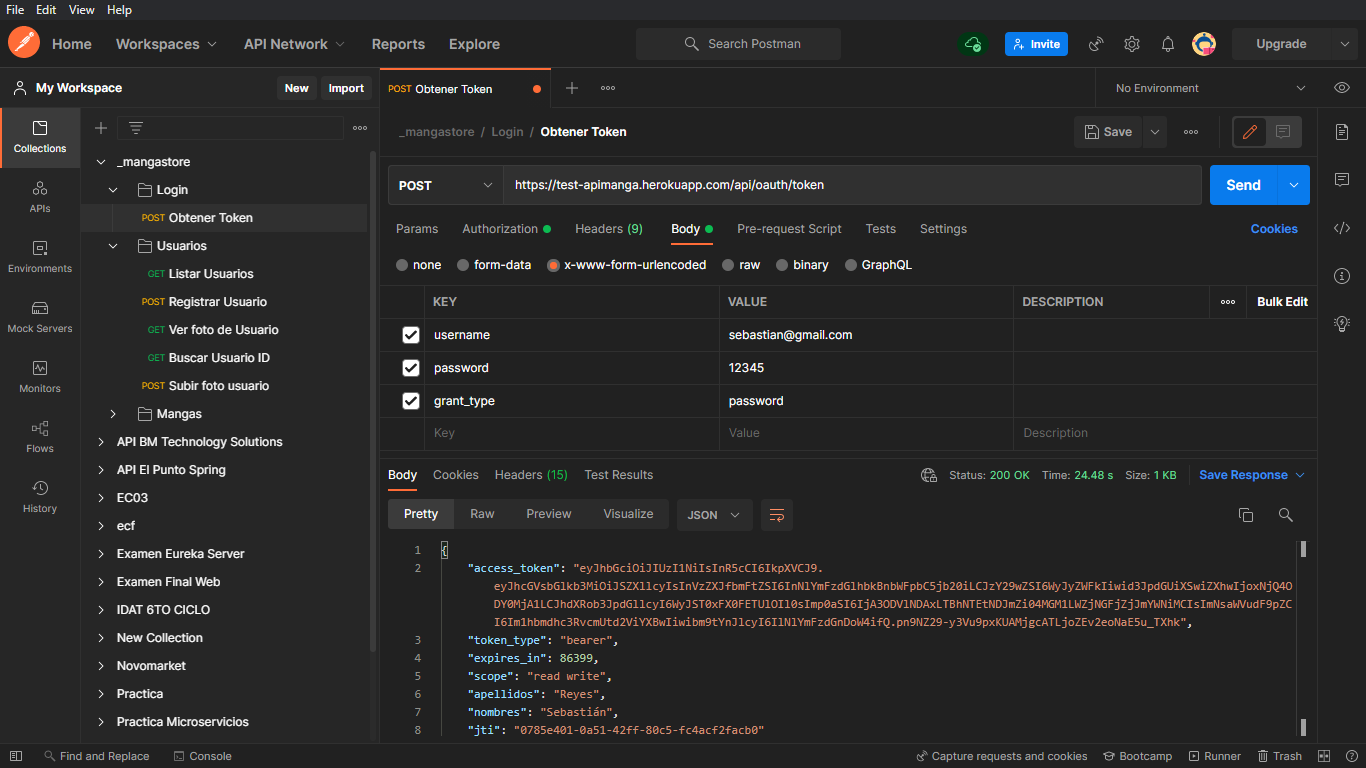 File Edit View Help
Home Workspaces API Network Reports Explore Search Postman Invite Upgrade
My Workspace New Import POST Obtener Token No Environment
Collections
APIs
Environments
Mock Servers
Monitors
Flows
History
_mangastore
Login
POST Obtener Token
Usuarios
GET Listar Usuarios
POST Registrar Usuario
GET Ver foto de Usuario
GET Buscar Usuario ID
POST Subir foto usuario
Mangas
API BM Technology Solutions
API El Punto Spring
EC03
ecf
Examen Eureka Server
Examen Final Web
IDAT 6TO CICLO
New Collection
Novomarket
Practica
Practica Microservicios
_mangastore / Login / Obtener Token Save
POST https://test-apimanga.herokuapp.com/api/oauth/token Send
Params Authorization Headers (9) Body Pre-request Script Tests Settings Cookies
none form-data x-www-form-urlencoded raw binary GraphQL
KEY VALUE DESCRIPTION Bulk Edit
username sebastian@gmail.com
password 12345
grant_type password
Key Value Description
Body Cookies Headers (15) Test Results Status: 200 OK Time: 24.48 s Size: 1 KB Save Response
Pretty Raw Preview Visualize JSON
1 {
2 "access_token": "eyJhbGciOiJIUzI1NiIsInR5cCI6IkpXVCJ9.
3 "token_type": "bearer",
4 "expires_in": 86399,
5 "scope": "read write",
6 "apellidos": "Reyes",
7 "nombres": "Sebastián",
8 "jti": "0785e401-0a51-42ff-80c5-fc4acf2facb0"
Find and Replace Console Capture requests and cookies Bootcamp Runner Trash